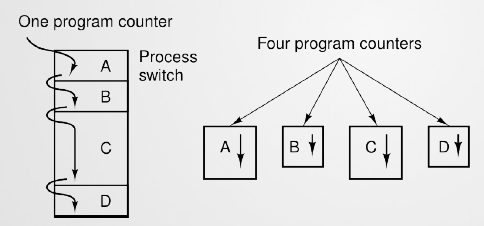 One program counter
Process
switch
A
B
C
D
Four program counters
A
B
C
D